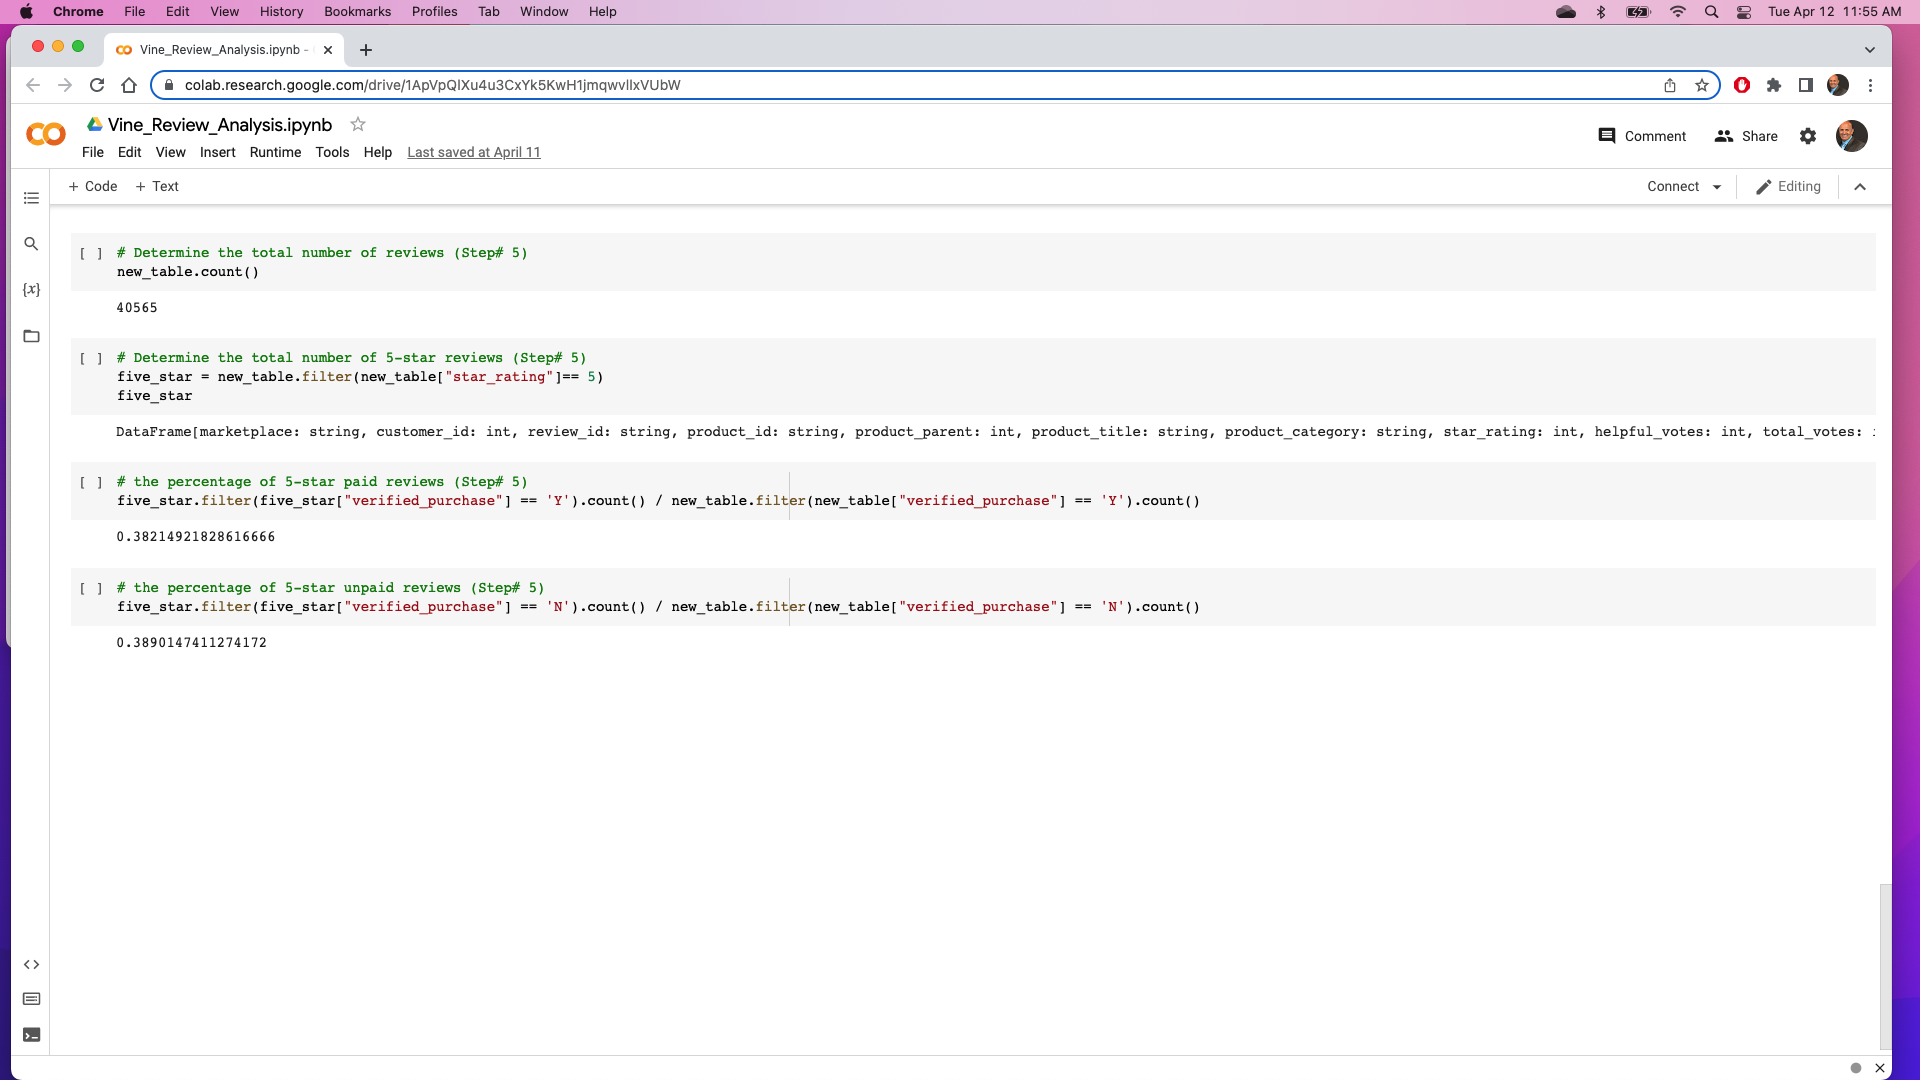 Chrome File Edit View History Bookmarks Profiles Tab Window Help Tue Apr 12 11:55 AM
Vine_Review_Analysis.ipynb -
colab.research.google.com/drive/1ApVpQIXu4u3CxYk5KwH1jmqwvIlxVUbW
Vine_Review_Analysis.ipynb
Comment Share
File Edit View Insert Runtime Tools Help Last saved at April 11
+ Code + Text Connect Editing
[ ] # Determine the total number of reviews (Step# 5)
new_table.count()
40565
{x}
[ ] # Determine the total number of 5-star reviews (Step# 5)
five_star = new_table.filter(new_table["star_rating"]== 5)
five_star
DataFrame[marketplace: string, customer_id: int, review_id: string, product_id: string, product_parent: int, product_title: string, product_category: string, star_rating: int, helpful_votes: int, total_votes:
[ ] # the percentage of 5-star paid reviews (Step# 5)
five_star.filter(five_star["verified_purchase"] == 'Y').count() / new_table.filter(new_table["verified_purchase"] == 'Y').count()
0.38214921828616666
[ ] # the percentage of 5-star unpaid reviews (Step# 5)
five_star.filter(five_star["verified_purchase"] == 'N').count() / new_table.filter(new_table["verified_purchase"] == 'N').count()
0.3890147411274172